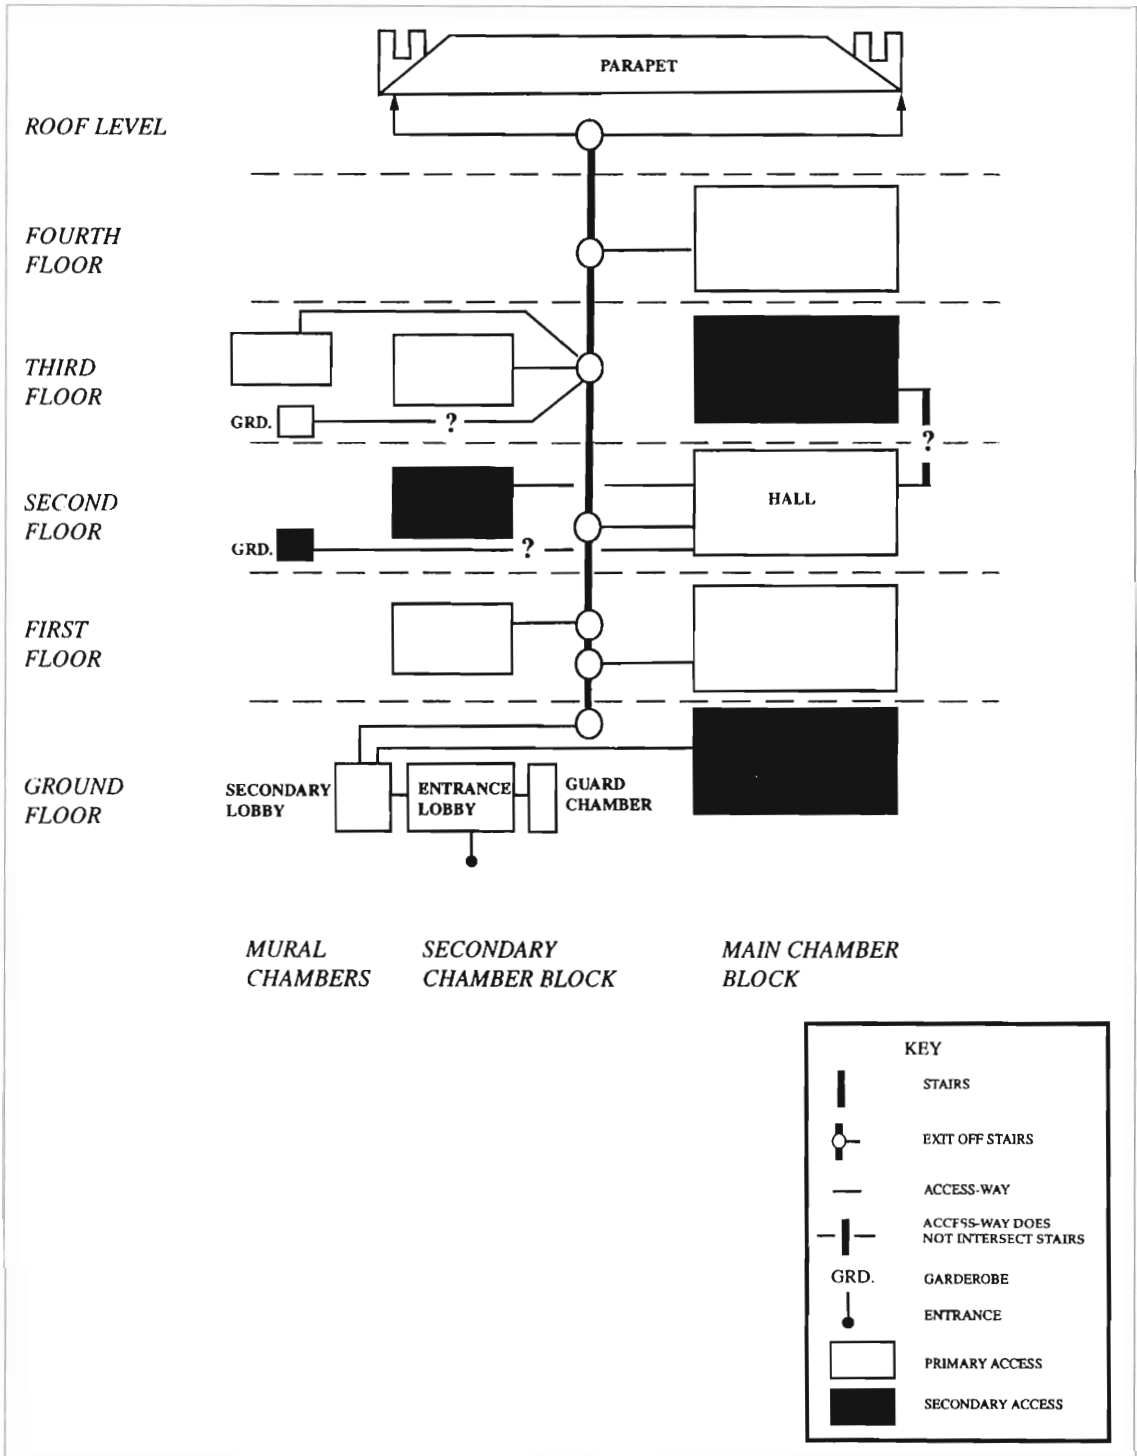 PARAPET
ROOF LEVEL
FOURTH
FLOOR
THIRD
FLOOR
GRD.
?
?
SECOND
FLOOR
HALL
GRD.
?
FIRST
FLOOR
GROUND
FLOOR
SECONDARY
LOBBY
ENTRANCE
LOBBY
GUARD
CHAMBER
MURAL
CHAMBERS
SECONDARY
CHAMBER BLOCK
MAIN CHAMBER
BLOCK
KEY
STAIRS
EXIT OFF STAIRS
ACCESS-WAY
ACCESS-WAY DOES
NOT INTERSECT STAIRS
GRD.
GARDEROBE
ENTRANCE
PRIMARY ACCESS
SECONDARY ACCESS